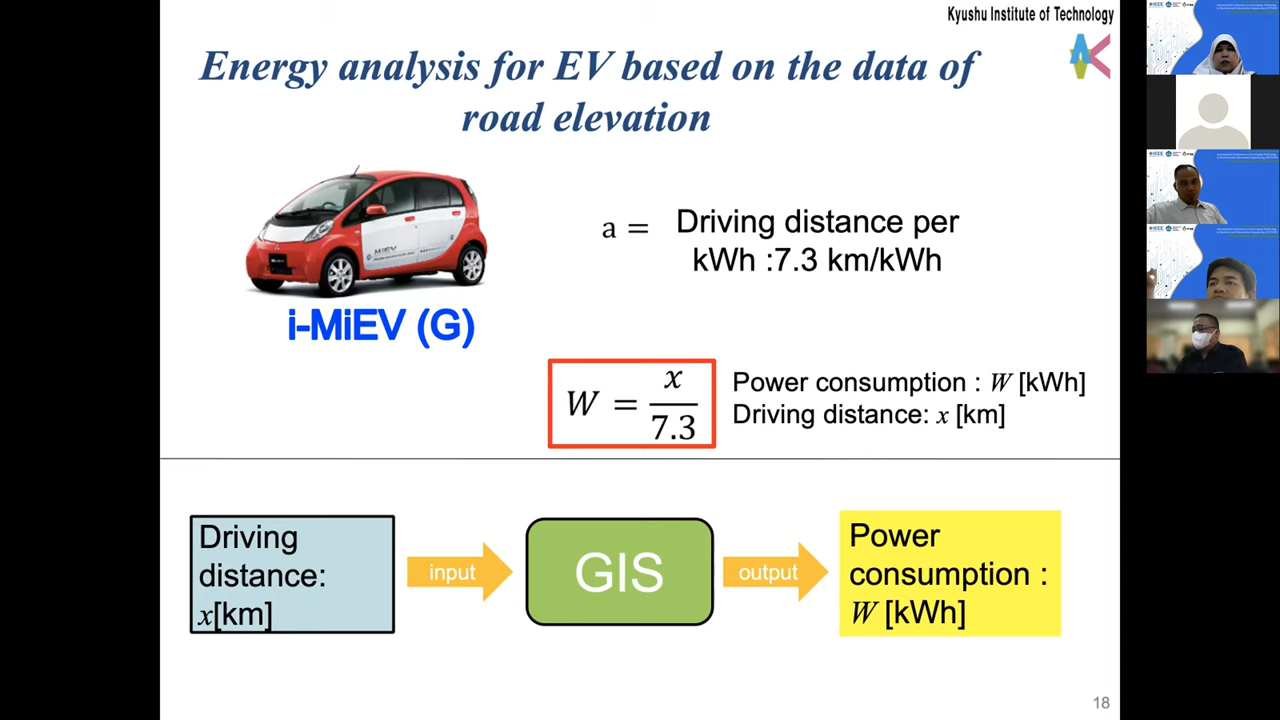 Kyushu Institute of Technology
Energy analysis for EV based on the data of
road elevation
MiEV
i-MiEV (G)
a =
Driving distance per
kWh :7.3 km/kWh
W = x/7.3
Power consumption : W [kWh]
Driving distance: x [km]
Driving
distance:
x[km]
input
GIS
output
Power
consumption :
W [kWh]
18